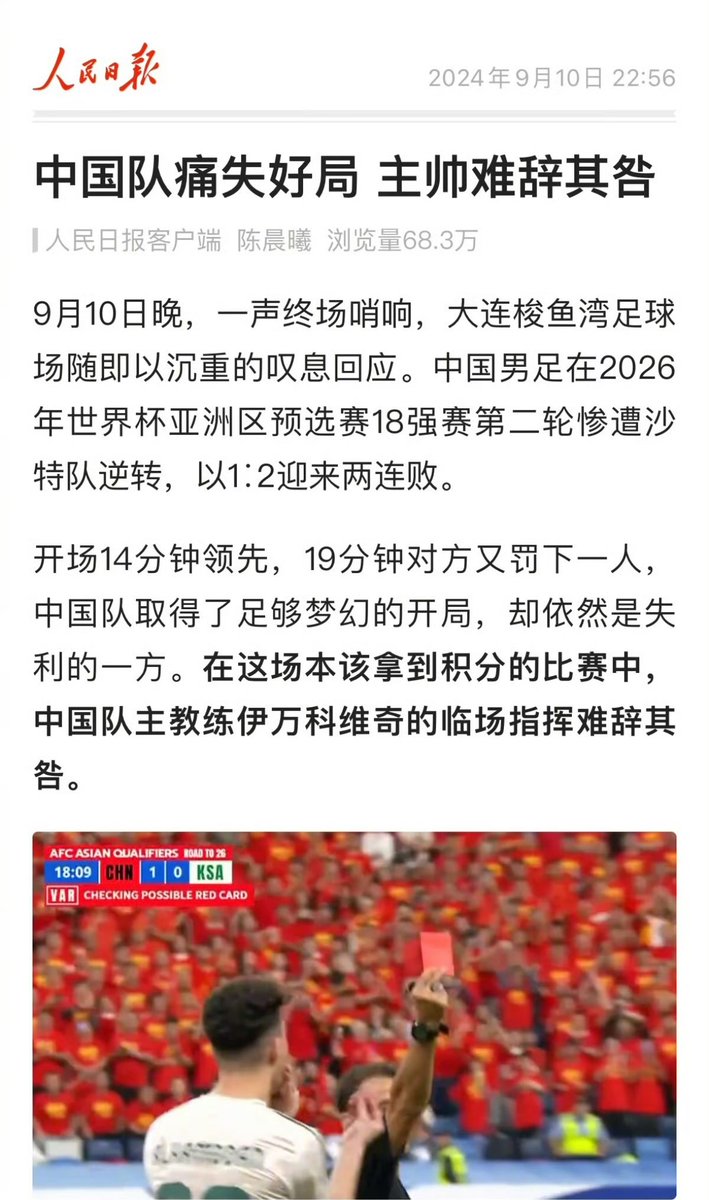 人民日报
2024年9月10日 22:56
中国队痛失好局 主帅难辞其咎
人民日报客户端 陈晨曦 浏览量68.3万
9月10日晚，一声终场哨响，大连梭鱼湾足球
场随即以沉重的叹息回应。中国男足在2026
年世界杯亚洲区预选赛18强赛第二轮惨遭沙
特队逆转，以1∶2迎来两连败。
开场14分钟领先，19分钟对方又罚下一人，
中国队取得了足够梦幻的开局，却依然是失
利的一方。在这场本该拿到积分的比赛中，
中国队主教练伊万科维奇的临场指挥难辞其
咎。
AFC ASIAN QUALIFIERS ROAD TO 26
18:09 CHN 1 0 KSA
VAR CHECKING POSSIBLE RED CARD